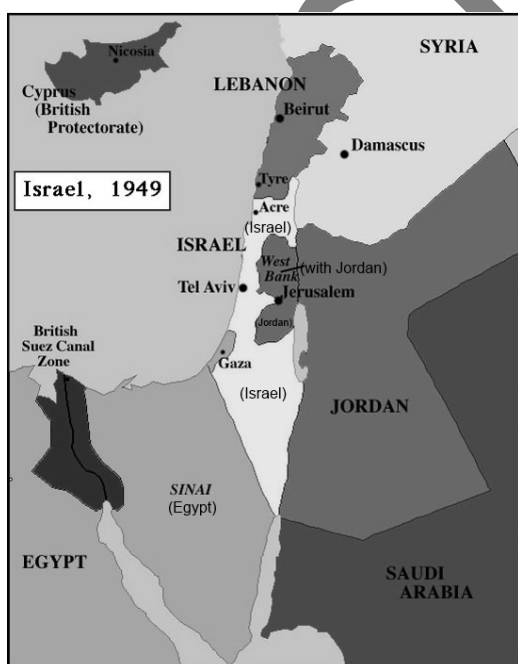 Nicosia
SYRIA
LEBANON
Cyprus
(British
Protectorate)
Beirut
Damascus
Israel, 1949
Tyre
Acre
(Israel)
ISRAEL
West
Bank
(with Jordan)
Tel Aviv
Jerusalem
(Jordan)
British
Suez Canal
Zone
Gaza
(Israel)
JORDAN
SINAI
(Egypt)
EGYPT
SAUDI
ARABIA